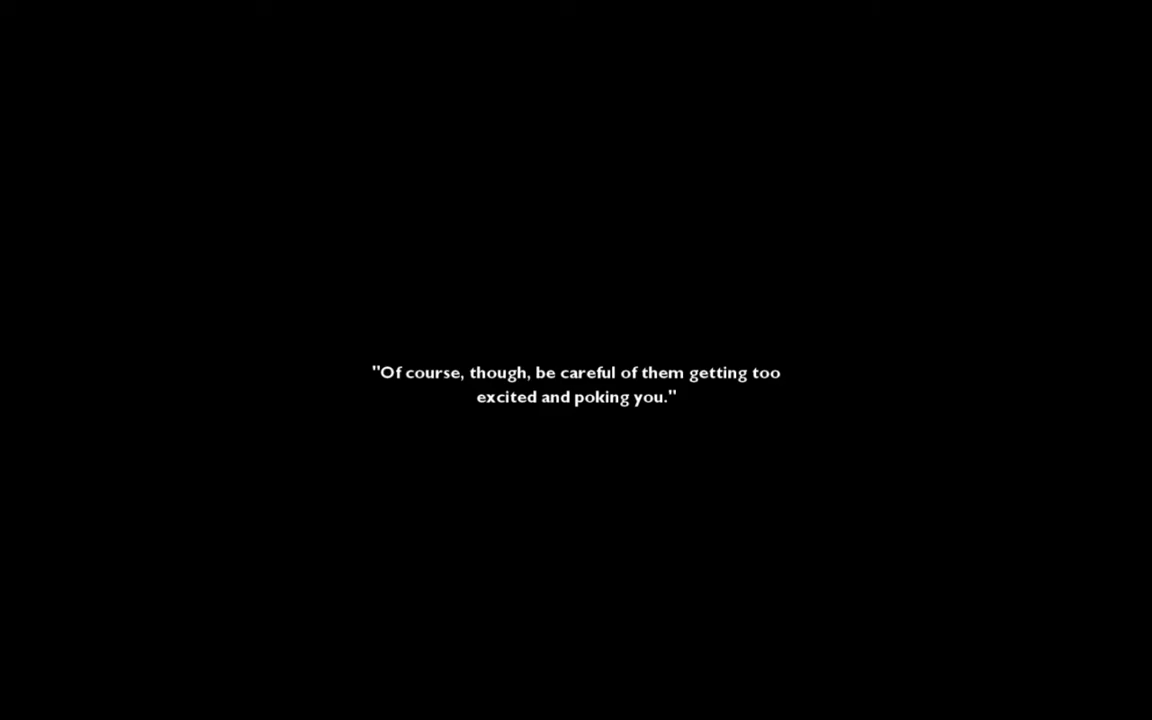 "Of course, though, be careful of them getting too
excited and poking you."